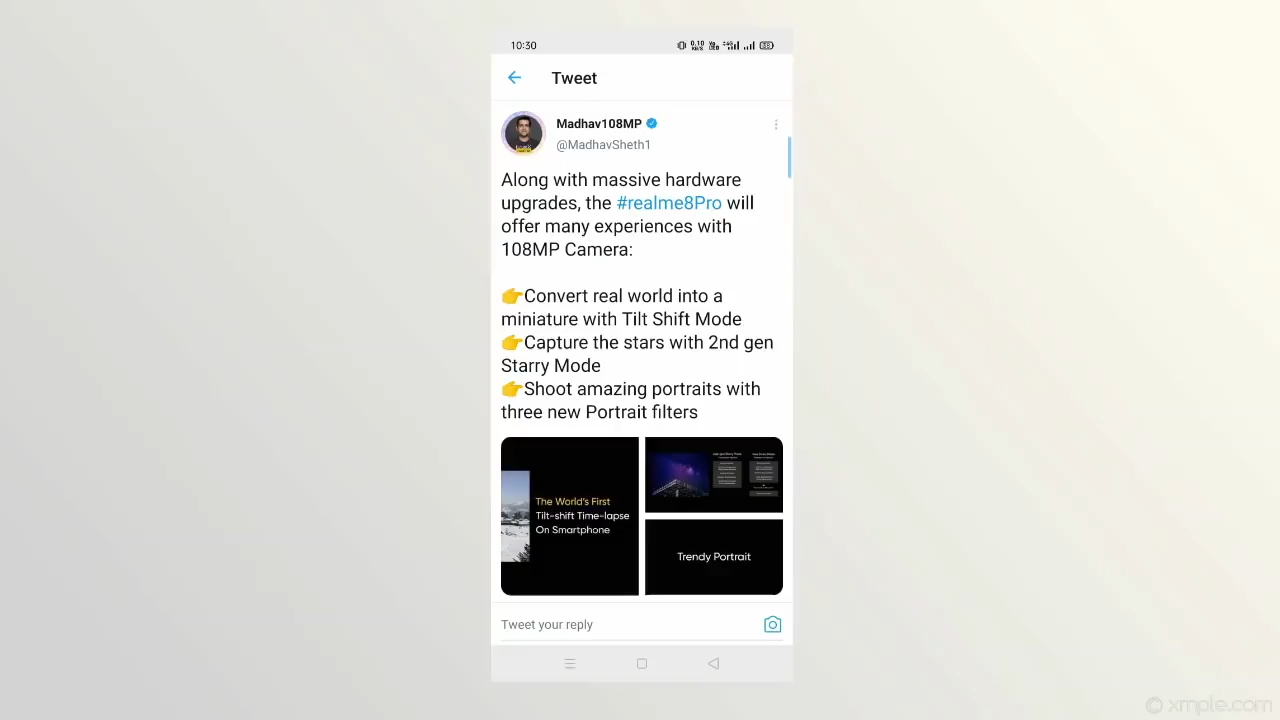 10:30
Tweet
Madhav108MP
@MadhavSheth1
Along with massive hardware
upgrades, the #realme8Pro will
offer many experiences with
108MP Camera:
👉Convert real world into a
miniature with Tilt Shift Mode
👉Capture the stars with 2nd gen
Starry Mode
👉Shoot amazing portraits with
three new Portrait filters
The World's First
Tilt-shift Time-lapse
On Smartphone
Trendy Portrait
Tweet your reply
© xmple.com